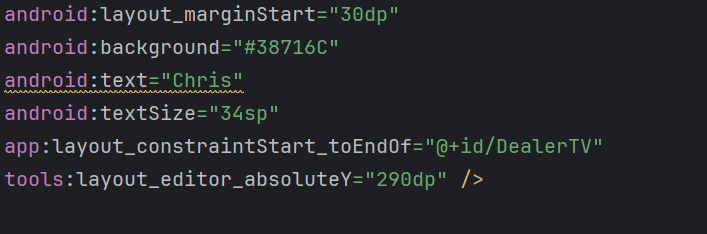 android:layout_marginStart="30dp"
android:background="#38716C"
android:text="Chris"
android:textSize="34sp"
app:layout_constraintStart_toEndOf="@+id/DealerTV"
tools:layout_editor_absoluteY="290dp" />